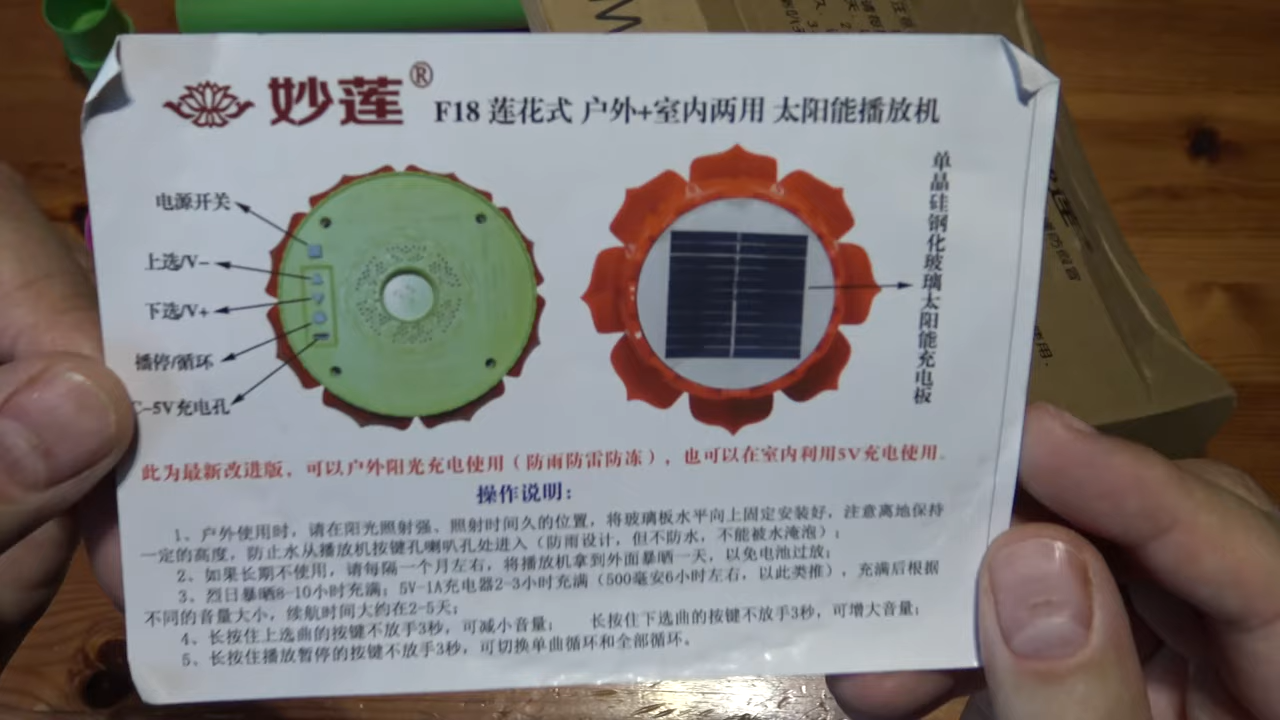 妙莲®
F18 莲花式 户外+室内两用 太阳能播放机
电源开关
上选/V-
下选/V+
播停/循环
C-5V充电孔
单晶硅钢化玻璃太阳能充电板
此为最新改进版，可以户外阳光充电使用（防雨防雷防冻），也可以在室内利用5V充电使用。
操作说明：
1、户外使用时，请在阳光照射强、照射时间久的位置，将玻璃板水平向上固定安装好，注意离地保持
一定的高度，防止水从播放机按键孔喇叭孔处进入（防雨设计，但不防水，不能被水淹泡）；
2、如果长期不使用，请每隔一个月左右，将播放机拿到外面暴晒一天，以免电池过放；
3、烈日暴晒8-10小时充满；5V-1A充电器2-3小时充满（500毫安6小时左右，以此类推），充满后根据
不同的音量大小，续航时间大约在2-5天；
4、长按住上选曲的按键不放手3秒，可减小音量； 长按住下选曲的按键不放手3秒，可增大音量；
5、长按住播放暂停的按键不放手3秒，可切换单曲循环和全部循环。